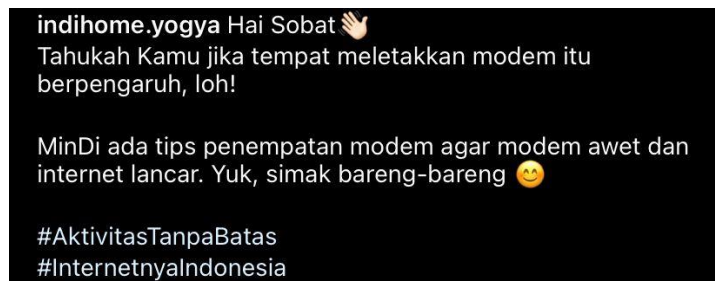 indihome.yogya Hai Sobat👋🏻
Tahukah Kamu jika tempat meletakkan modem itu
berpengaruh, loh!
MinDi ada tips penempatan modem agar modem awet dan
internet lancar. Yuk, simak bareng-bareng 😊
#AktivitasTanpaBatas
#InternetnyaIndonesia